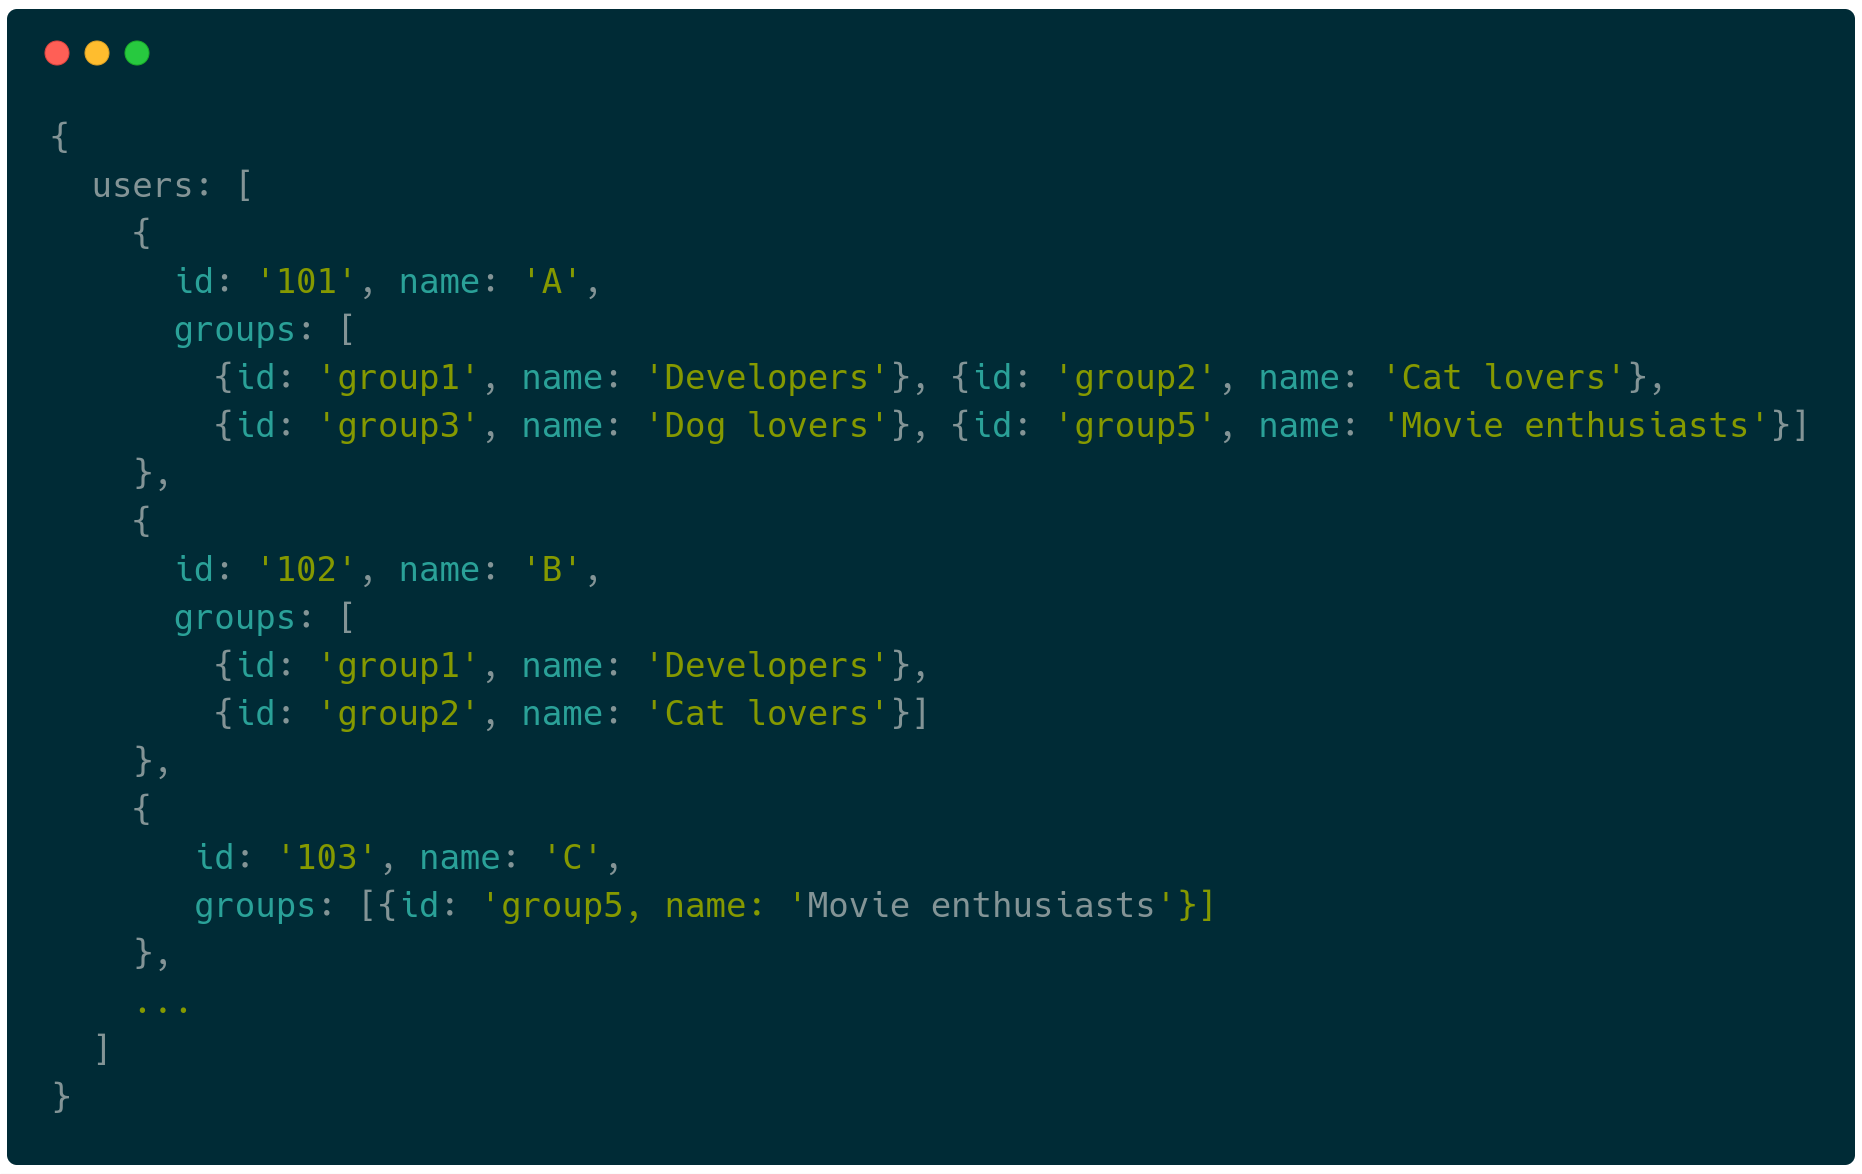 {
  users: [
    {
      id: '101', name: 'A',
      groups: [
        {id: 'group1', name: 'Developers'}, {id: 'group2', name: 'Cat lovers'},
        {id: 'group3', name: 'Dog lovers'}, {id: 'group5', name: 'Movie enthusiasts'}]
    },
    {
      id: '102', name: 'B',
      groups: [
        {id: 'group1', name: 'Developers'},
        {id: 'group2', name: 'Cat lovers'}]
    },
    {
       id: '103', name: 'C',
       groups: [{id: 'group5, name: 'Movie enthusiasts'}]
    },
    ...
  ]
}